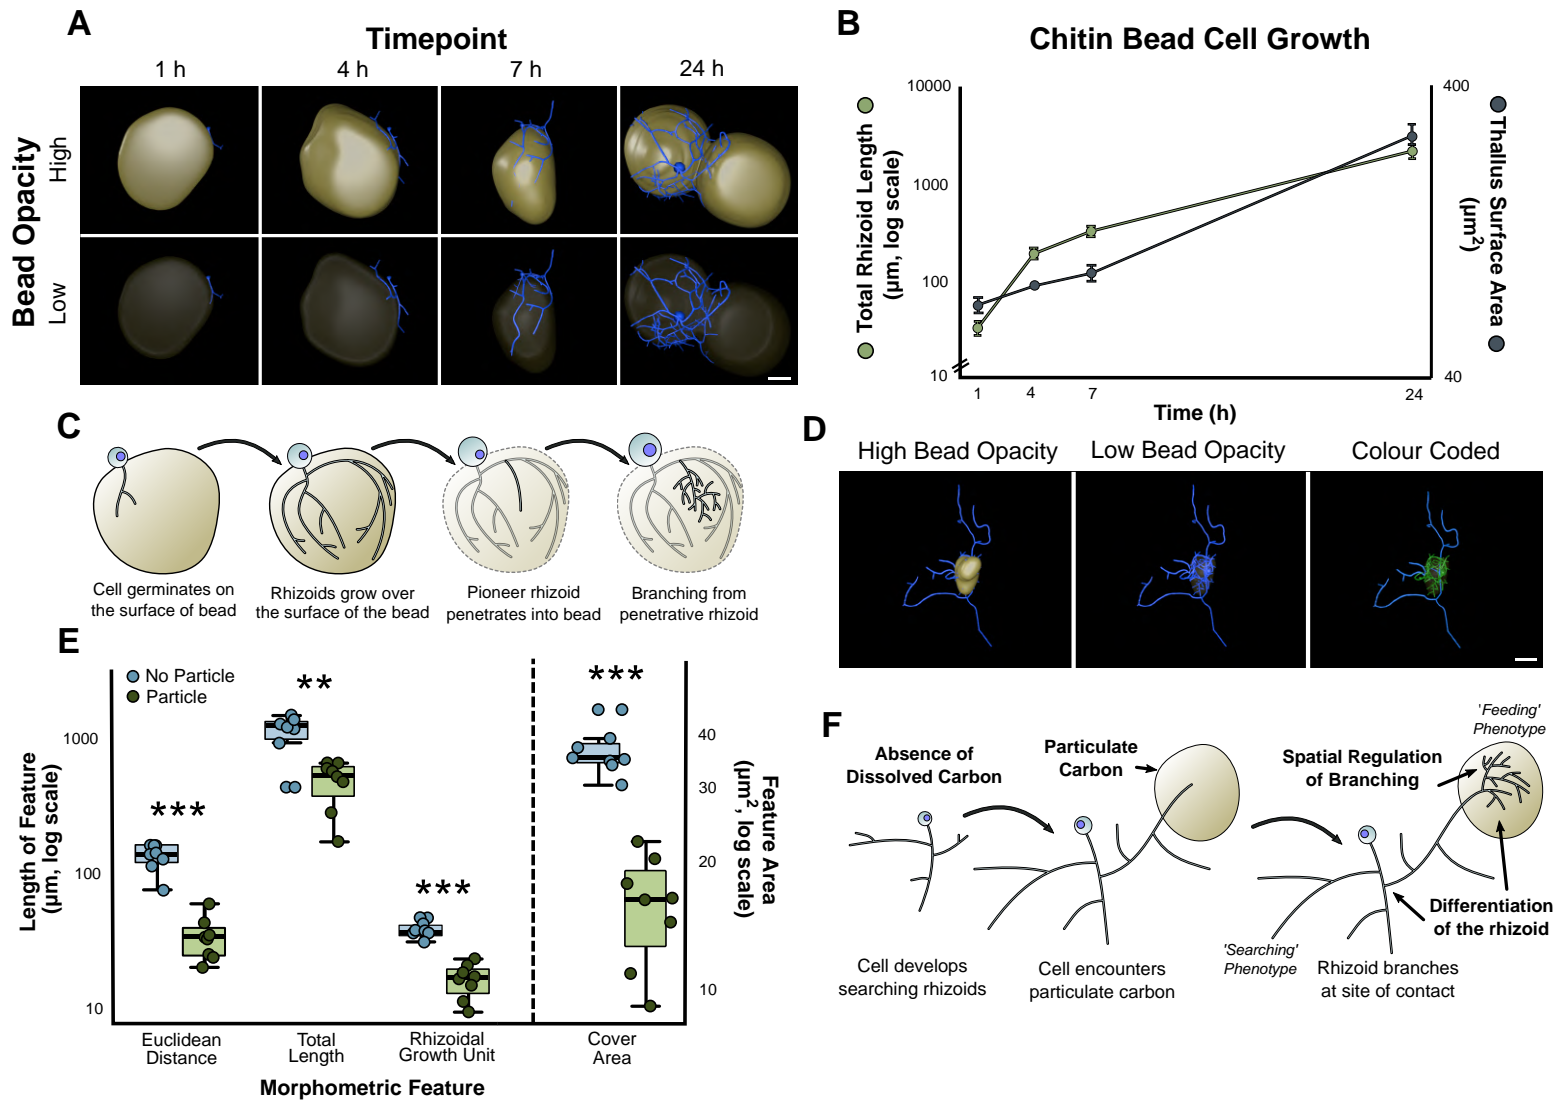 A
Timepoint
1 h
4 h
7 h
24 h
Bead Opacity
High
Low
B
Chitin Bead Cell Growth
Total Rhizoid Length
(µm, log scale)
10000
1000
100
10
400
40
Thallus Surface Area
(µm2)
1
4
7
24
Time (h)
C
Cell germinates on
the surface of bead
Rhizoids grow over
the surface of the bead
Pioneer rhizoid
penetrates into bead
Branching from
penetrative rhizoid
D
High Bead Opacity
Low Bead Opacity
Colour Coded
E
No Particle
Particle
Length of Feature
(µm, log scale)
1000
100
10
***
**
***
***
40
30
20
10
Feature Area
(µm2, log scale)
Euclidean
Distance
Total
Length
Rhizoidal
Growth Unit
Cover
Area
Morphometric Feature
F
Absence of
Dissolved Carbon
Particulate
Carbon
Spatial Regulation
of Branching
'Feeding'
Phenotype
Differentiation
of the rhizoid
'Searching'
Phenotype
Cell develops
searching rhizoids
Cell encounters
particulate carbon
Rhizoid branches
at site of contact